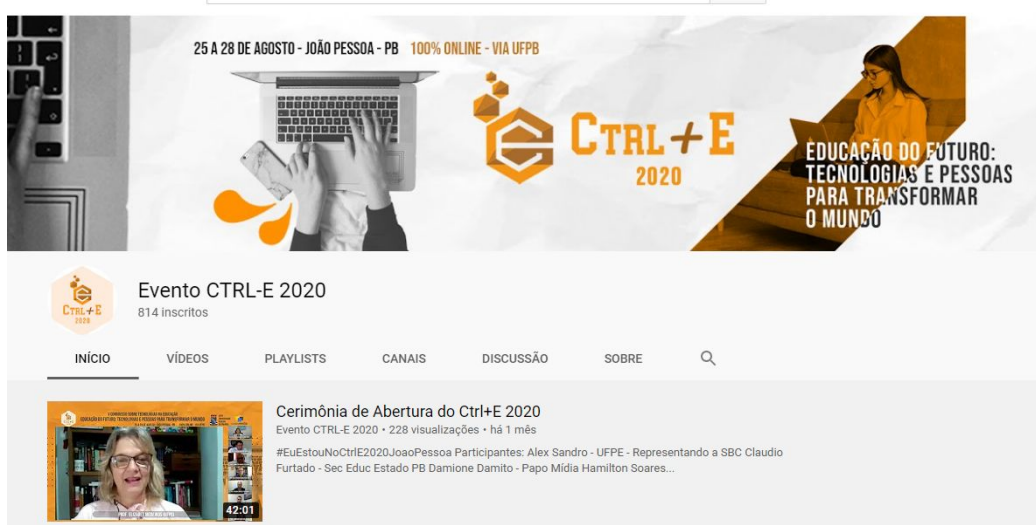 25 A 28 DE AGOSTO - JOÃO PESSOA - PB 100% ONLINE - VIA UFPB
CTRL+E
2020
EDUCAÇÃO DO FUTURO:
TECNOLOGIAS E PESSOAS
PARA TRANSFORMAR
O MUNDO
CTRL+E
2020
Evento CTRL-E 2020
814 inscritos
INÍCIO VÍDEOS PLAYLISTS CANAIS DISCUSSÃO SOBRE
Cerimônia de Abertura do Ctrl+E 2020
Evento CTRL-E 2020 • 228 visualizações • há 1 mês
#EuEstouNoCtrlE2020JoaoPessoa Participantes: Alex Sandro - UFPE - Representando a SBC Claudio
Furtado - Sec Educ Estado PB Damione Damito - Papo Mídia Hamilton Soares...
42:01